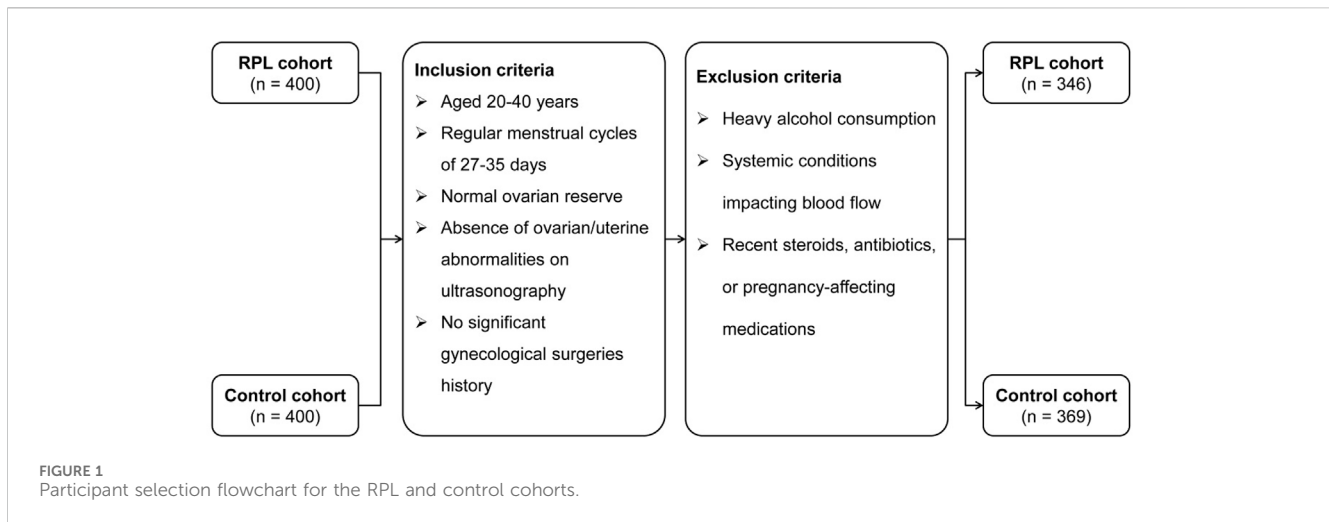 RPL cohort
(n = 400)
Control cohort
(n = 400)
Inclusion criteria
➢ Aged 20-40 years
➢ Regular menstrual cycles
of 27-35 days
➢ Normal ovarian reserve
➢ Absence of ovarian/uterine
abnormalities on
ultrasonography
➢ No significant
gynecological surgeries
history
Exclusion criteria
➢ Heavy alcohol consumption
➢ Systemic conditions
impacting blood flow
➢ Recent steroids, antibiotics,
or pregnancy-affecting
medications
RPL cohort
(n = 346)
Control cohort
(n = 369)
FIGURE 1
Participant selection flowchart for the RPL and control cohorts.